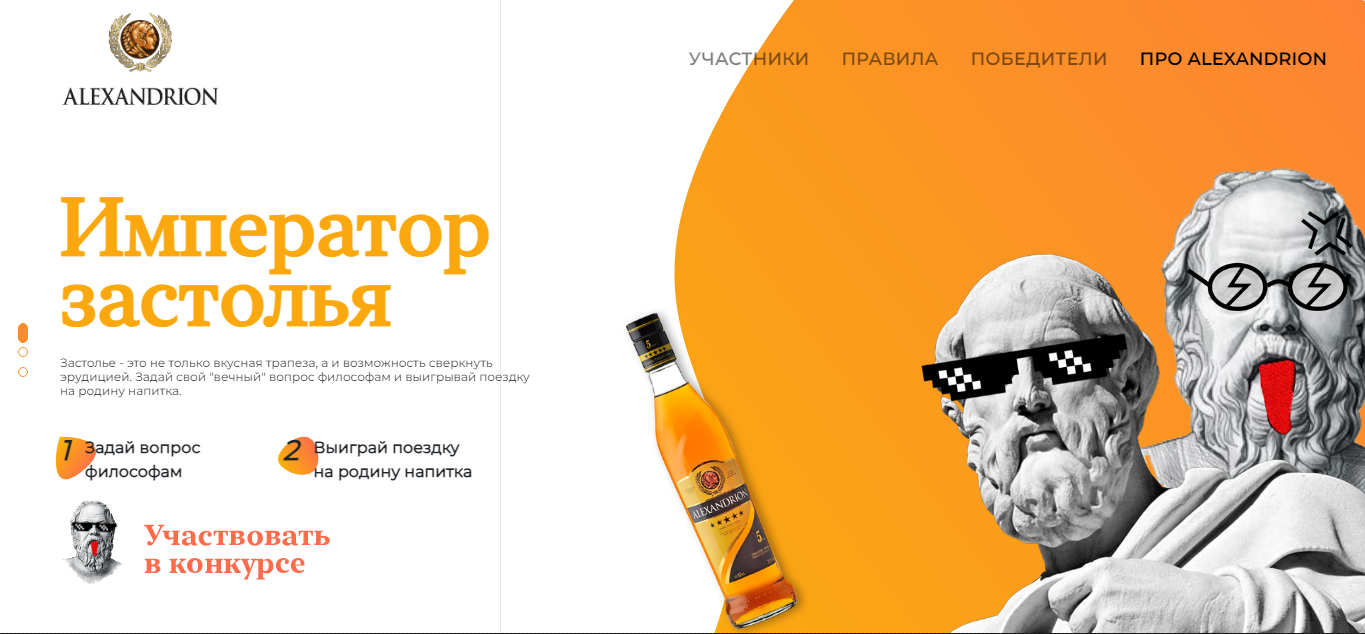 ALEXANDRION
УЧАСТНИКИ ПРАВИЛА ПОБЕДИТЕЛИ ПРО ALEXANDRION
Император
застолья
Застолье - это не только вкусная трапеза, а и возможность сверкнуть
эрудицией. Задай свой "вечный" вопрос философам и выигрывай поездку
на родину напитка.
1 Задай вопрос
философам
2 Выиграй поездку
на родину напитка
Участвовать
в конкурсе
5
ALEXANDRION
5